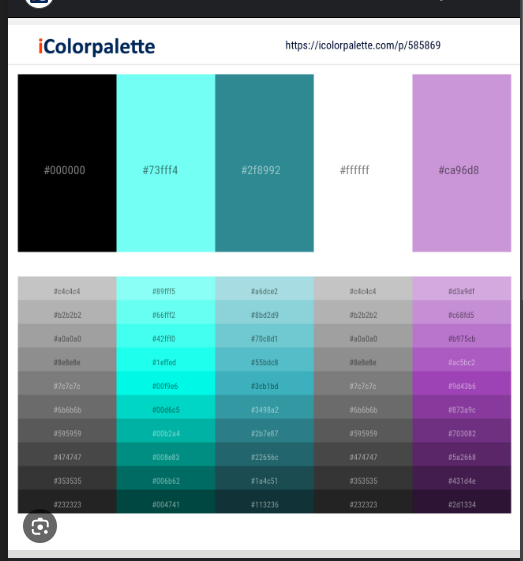 iColorpalette
https://icolorpalette.com/p/585869
#000000 #73fff4 #2f8992 #ffffff #ca96d8
#c4c4c4 #89fff5 #a6dce2 #c4c4c4 #d3a9df
#b2b2b2 #66fff2 #8bd2d9 #b2b2b2 #c68fd5
#a0a0a0 #42fff0 #70c8d1 #a0a0a0 #b975cb
#8e8e8e #1effed #55bdc8 #8e8e8e #ac5bc2
#7c7c7c #00f9e6 #3cb1bd #7c7c7c #9d43b6
#6b6b6b #00d6c5 #3498a2 #6b6b6b #873a9c
#595959 #00b2a4 #2b7e87 #595959 #703082
#474747 #008e83 #22656c #474747 #5a2668
#353535 #006b62 #1a4c51 #353535 #431d4e
#232323 #004741 #113236 #232323 #2d1334